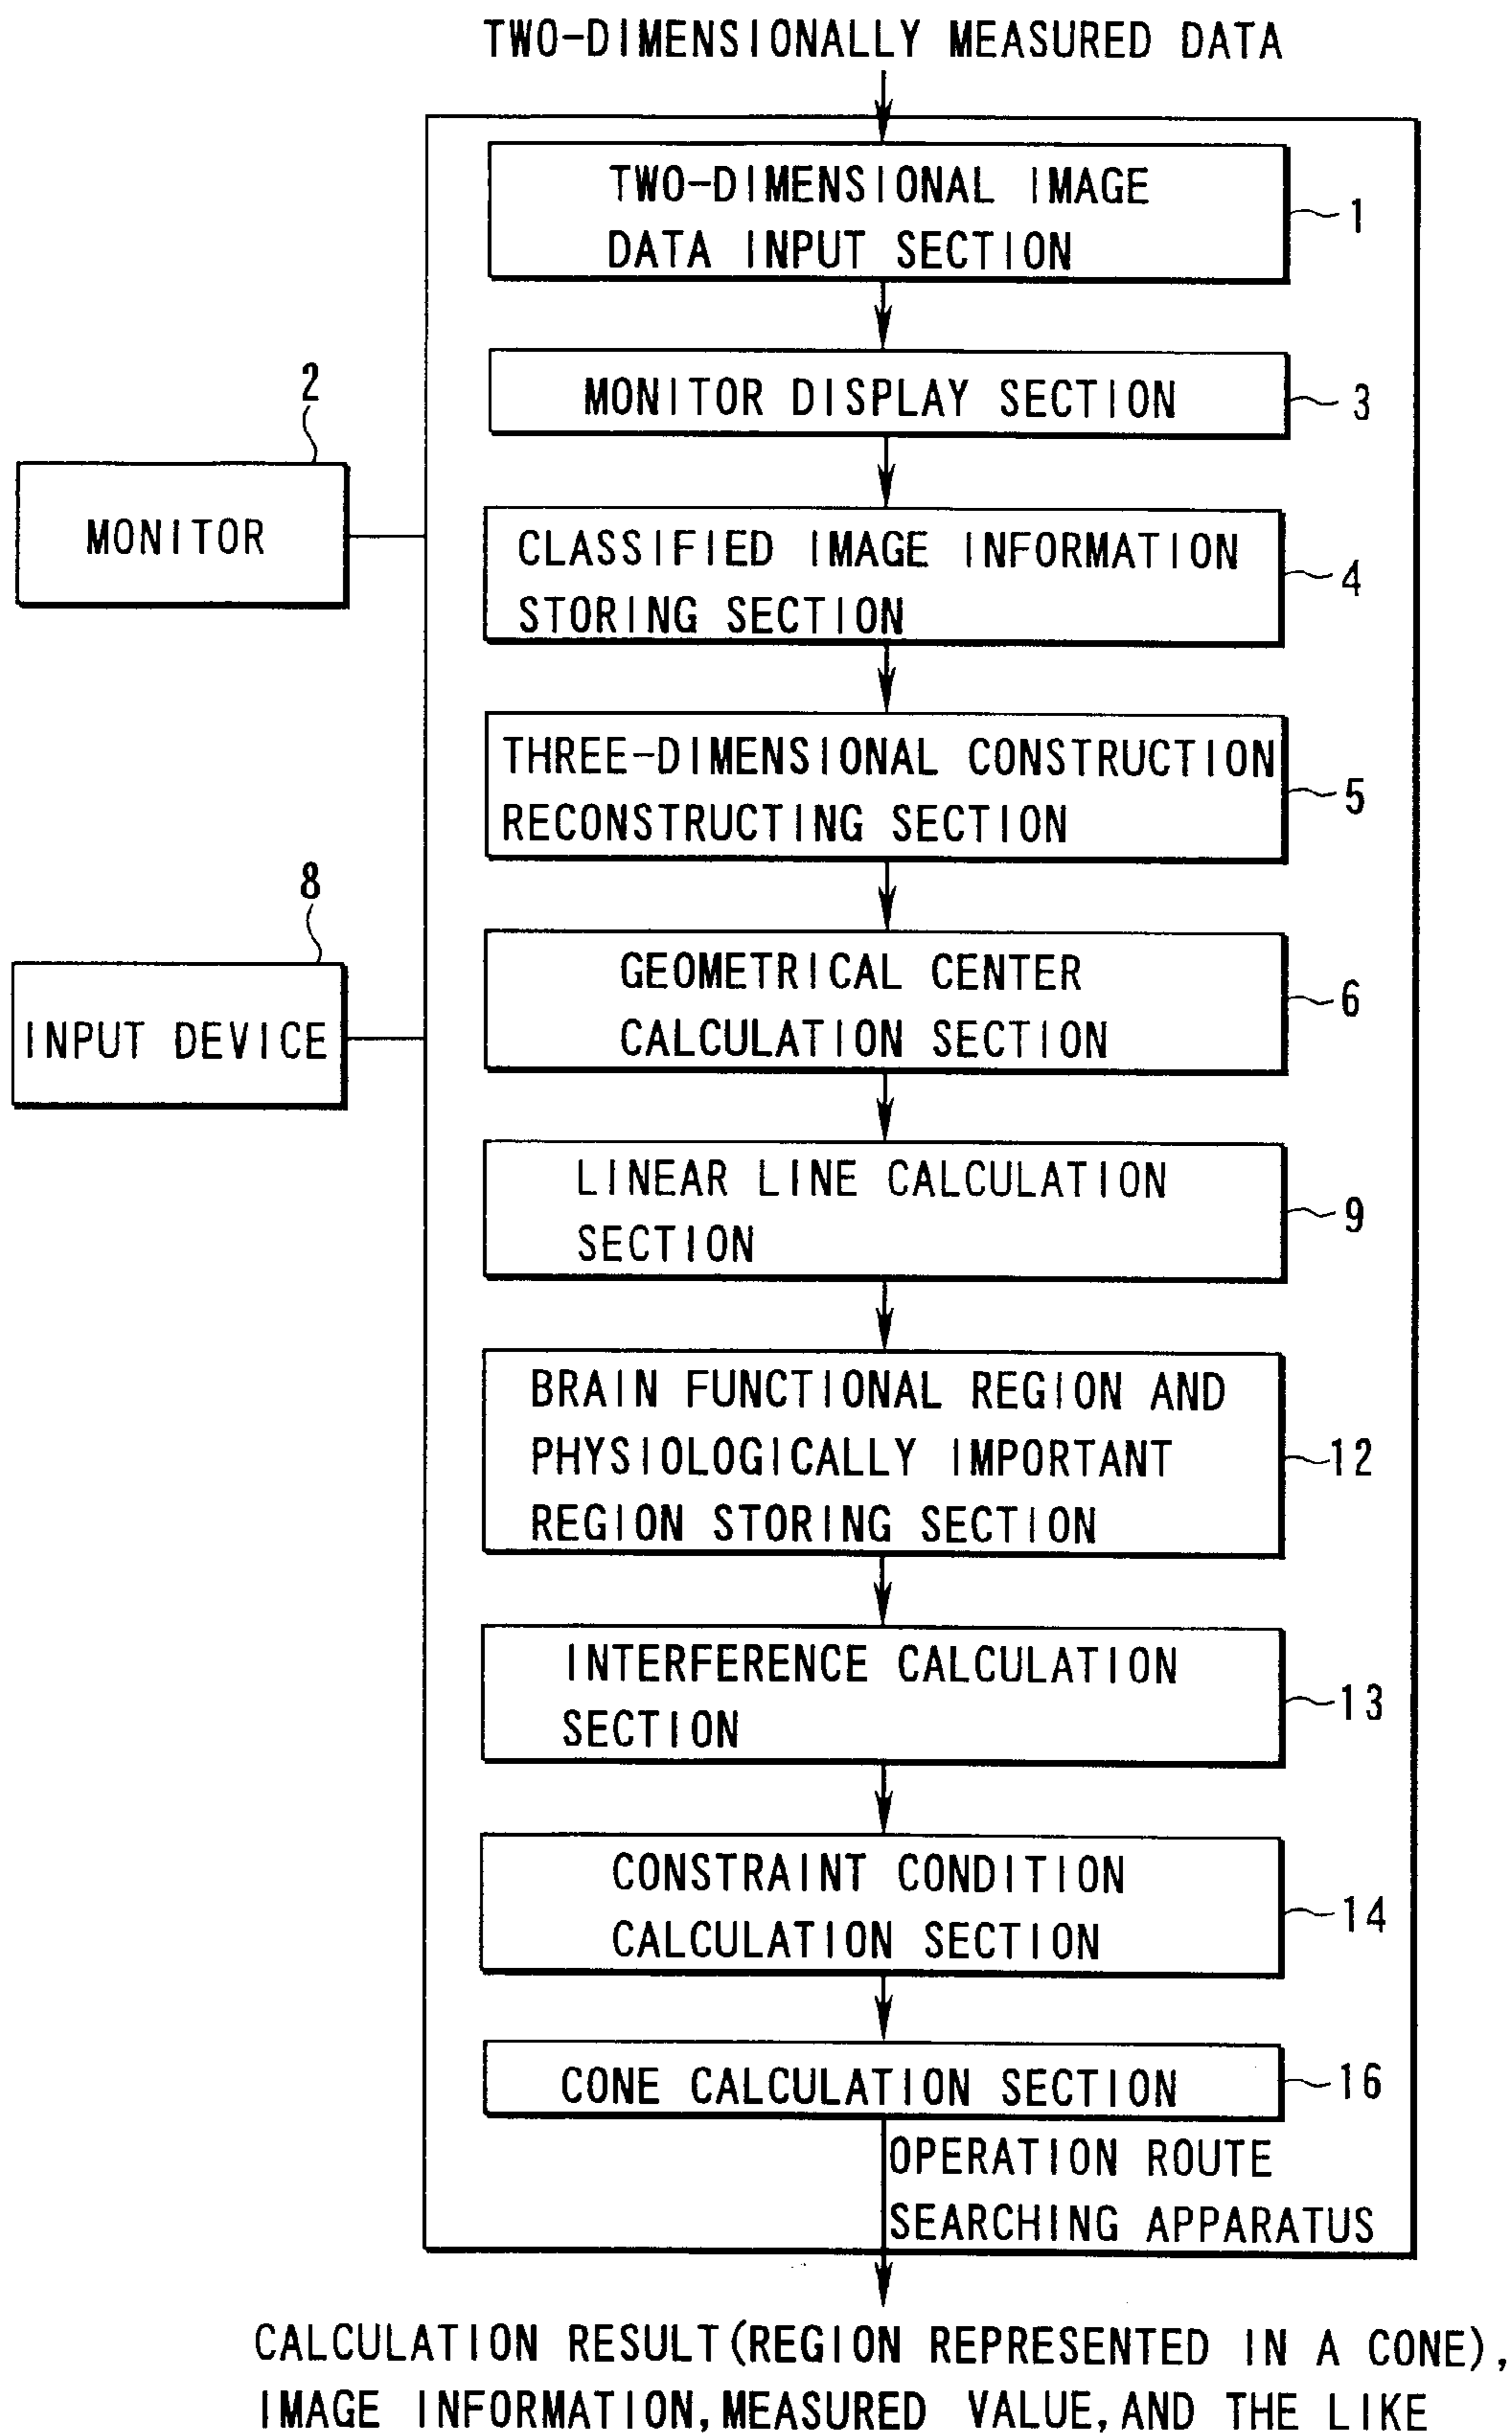 TWO-DIMENSIONALLY MEASURED DATA
TWO-DIMENSIONAL IMAGE
DATA INPUT SECTION
1
MONITOR DISPLAY SECTION
3
2
MONITOR
CLASSIFIED IMAGE INFORMATION
STORING SECTION
4
THREE-DIMENSIONAL CONSTRUCTION
RECONSTRUCTING SECTION
5
8
INPUT DEVICE
GEOMETRICAL CENTER
CALCULATION SECTION
6
LINEAR LINE CALCULATION
SECTION
9
BRAIN FUNCTIONAL REGION AND
PHYSIOLOGICALLY IMPORTANT
REGION STORING SECTION
12
INTERFERENCE CALCULATION
SECTION
13
CONSTRAINT CONDITION
CALCULATION SECTION
14
CONE CALCULATION SECTION
16
OPERATION ROUTE
SEARCHING APPARATUS
CALCULATION RESULT(REGION REPRESENTED IN A CONE),
IMAGE INFORMATION, MEASURED VALUE, AND THE LIKE